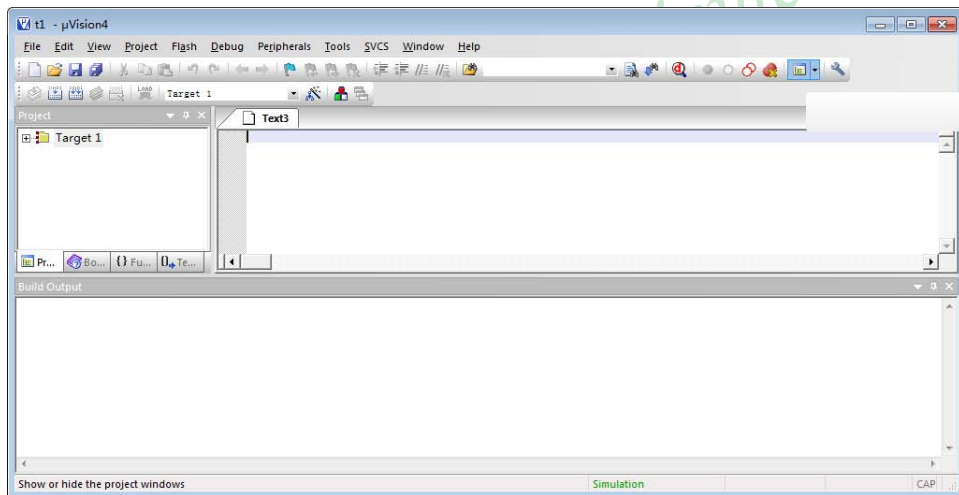 t1 - µVision4
File Edit View Project Flash Debug Peripherals Tools SVCS Window Help
LOAD Target 1
Project
Text3
Target 1
Pr... Bo... {} Fu... 0 Te...
Build Output
Show or hide the project windows Simulation CAP